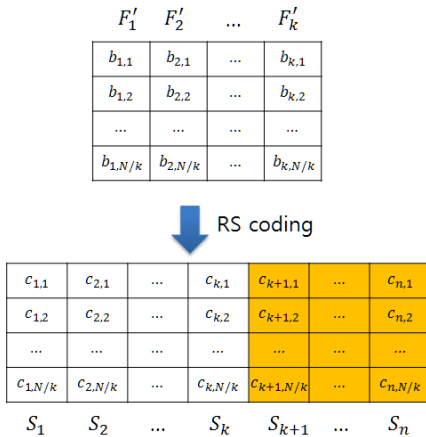 F′₁ F′₂ ... F′ₖ
b₁,₁ b₂,₁ ... bₖ,₁
b₁,₂ b₂,₂ ... bₖ,₂
... ... ...
b₁,N/k b₂,N/k ... bₖ,N/k
RS coding
c₁,₁ c₂,₁ ... cₖ,₁ cₖ₊₁,₁ ... cₙ,₁
c₁,₂ c₂,₂ ... cₖ,₂ cₖ₊₁,₂ ... cₙ,₂
... ... ... ... ...
c₁,N/k c₂,N/k ... cₖ,N/k cₖ₊₁,N/k ... cₙ,N/k
S₁ S₂ ... Sₖ Sₖ₊₁ ... Sₙ